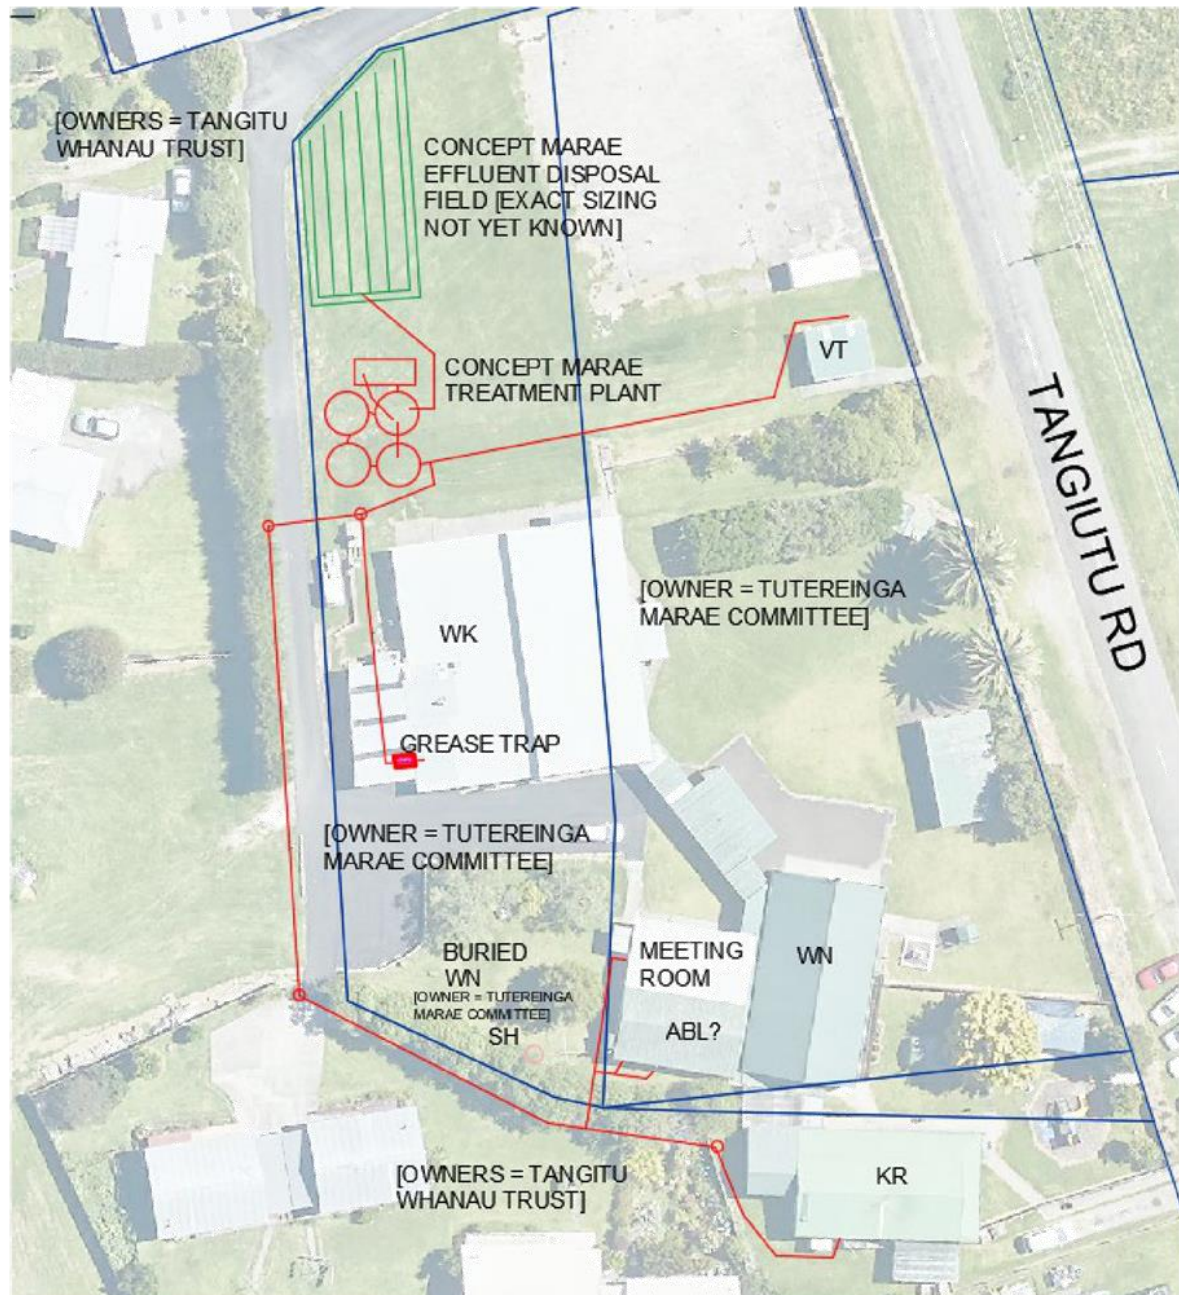 [OWNERS = TANGITU
WHANAU TRUST]
CONCEPT MARAE
EFFLUENT DISPOSAL
FIELD [EXACT SIZING
NOT YET KNOWN]
VT
CONCEPT MARAE
TREATMENT PLANT
TANGIUTU RD
[OWNER = TUTEREINGA
MARAE COMMITTEE]
WK
GREASE TRAP
[OWNER = TUTEREINGA
MARAE COMMITTEE]
BURIED
WN
[OWNER = TUTEREINGA
MARAE COMMITTEE]
SH
MEETING
ROOM
WN
ABL?
[OWNERS = TANGITU
WHANAU TRUST]
KR